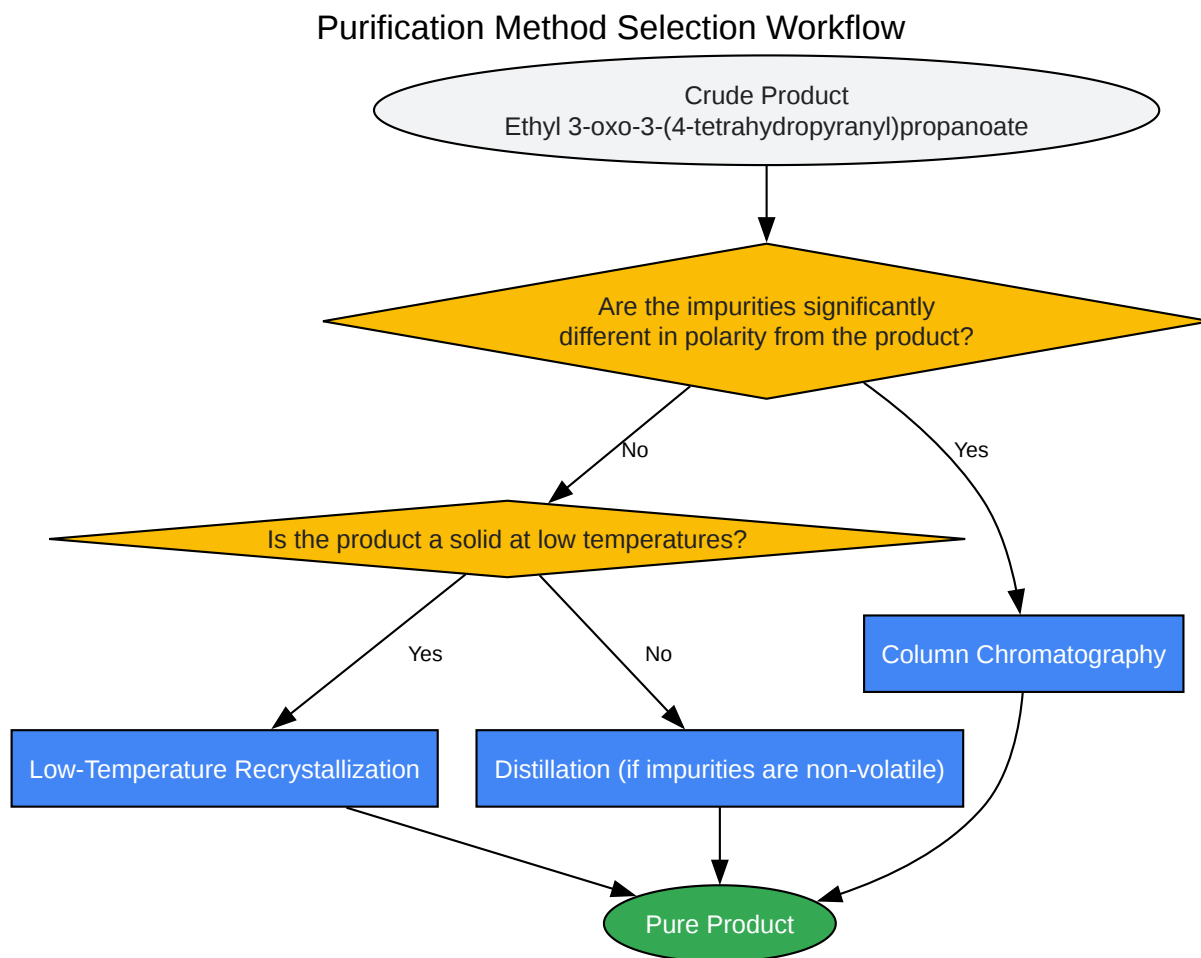 Purification Method Selection Workflow
Crude Product
Ethyl 3-oxo-3-(4-tetrahydropyranyl)propanoate
Are the impurities significantly
different in polarity from the product?
No
Yes
Is the product a solid at low temperatures?
Yes
No
Column Chromatography
Low-Temperature Recrystallization
Distillation (if impurities are non-volatile)
Pure Product